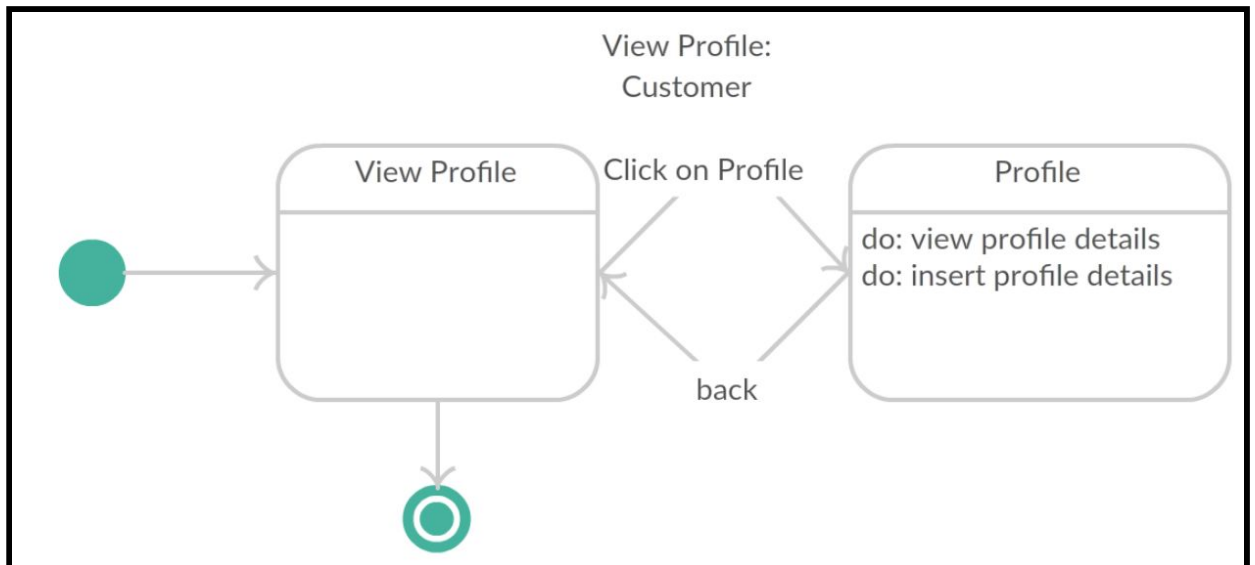 View Profile:
Customer
View Profile
Click on Profile
Profile
do: view profile details
do: insert profile details
back